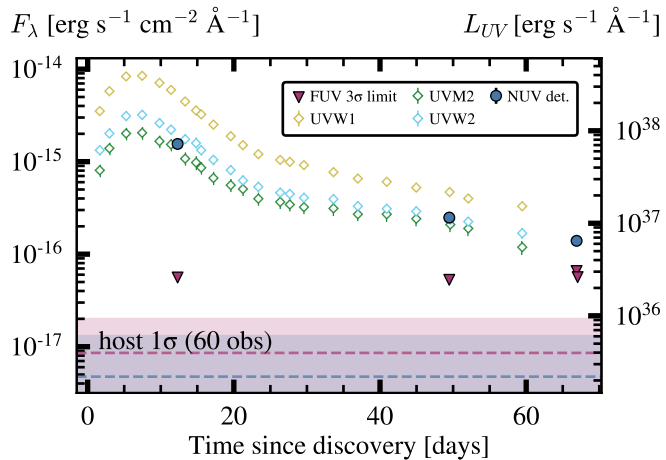 F_λ [erg s⁻¹ cm⁻² Å⁻¹] L_UV [erg s⁻¹ Å⁻¹]
10⁻¹⁴
FUV 3σ limit UVM2 NUV det.
UVW1 UVW2
10³⁸
10⁻¹⁵
10³⁷
10⁻¹⁶
10³⁶
10⁻¹⁷ host 1σ (60 obs)
0 20 40 60
Time since discovery [days]